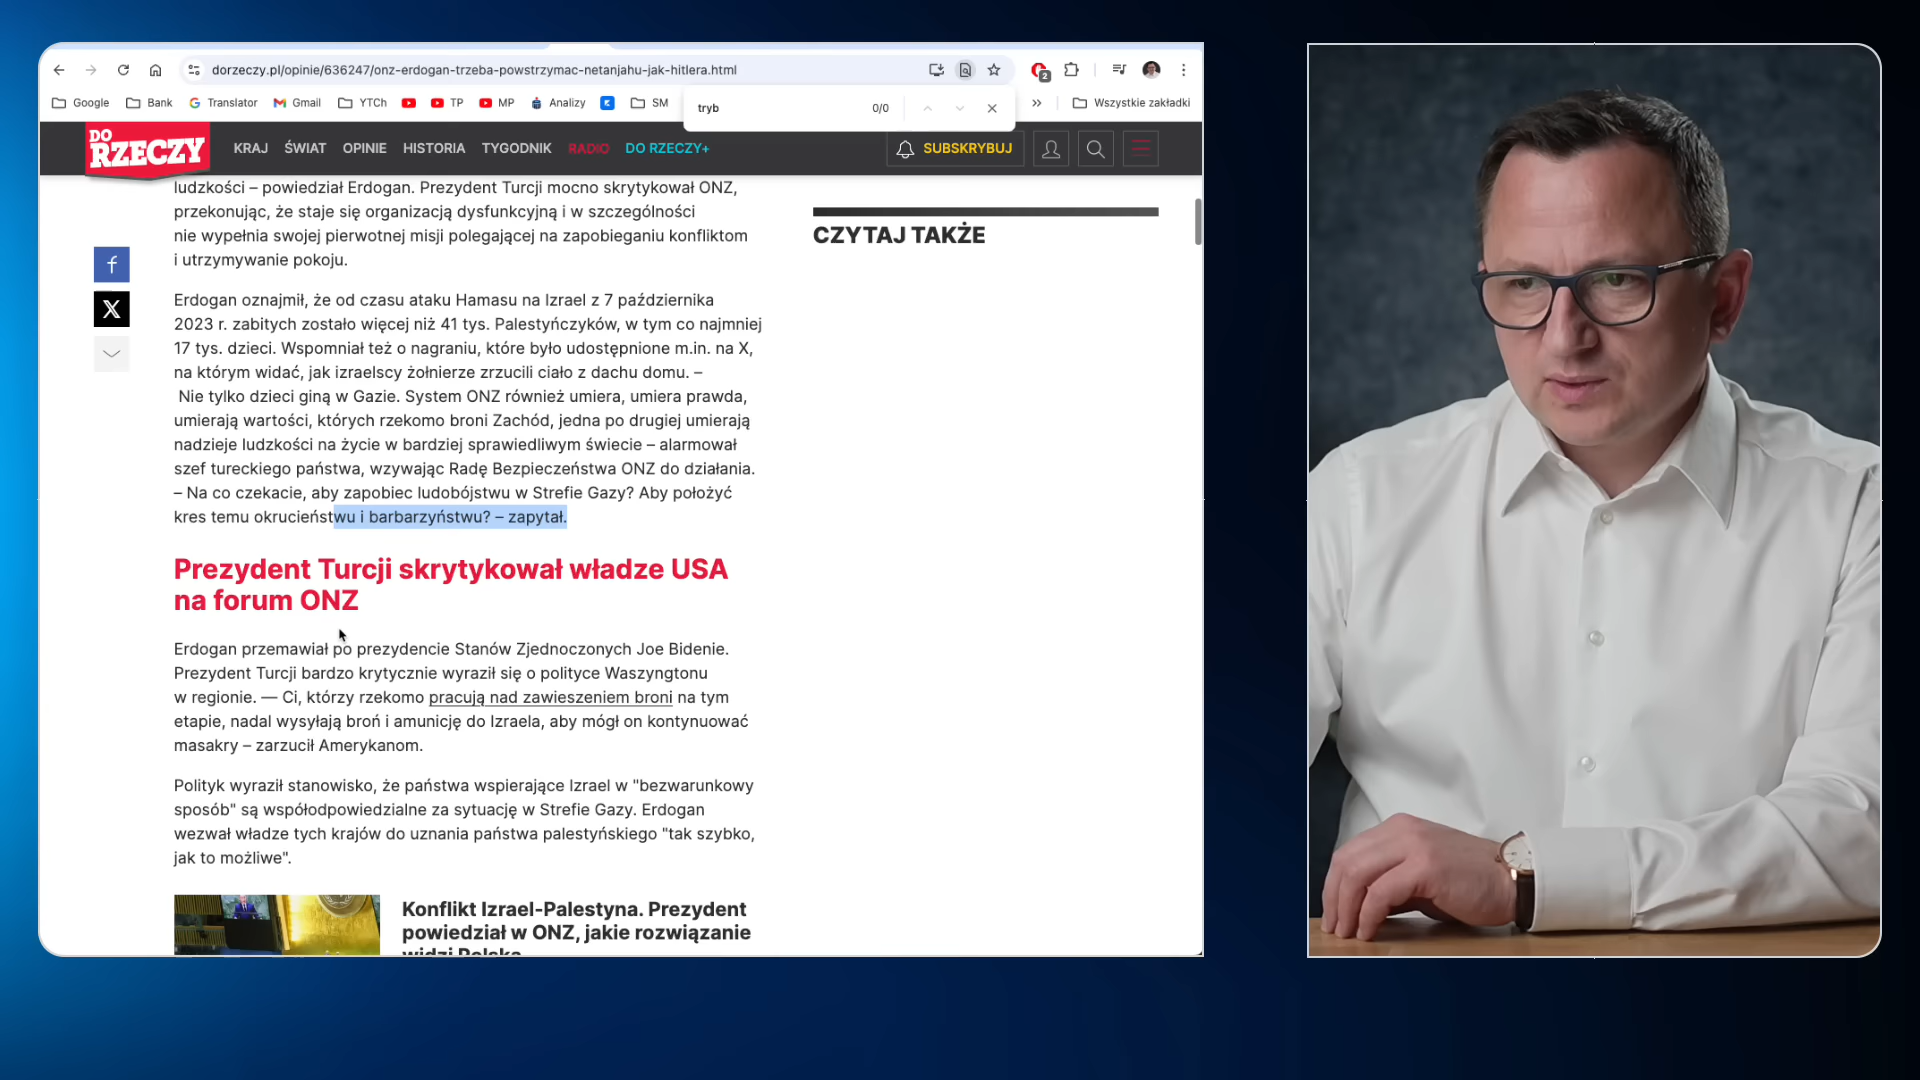 dorzeczy.pl/opinie/636247/onz-erdogan-trzeba-powstrzymac-netanjahu-jak-hitlera.html
2
Google Bank Translator Gmail YTCh TP MP Analizy SM
tryb 0/0
Wszystkie zakładki
DO RZECZY
KRAJ ŚWIAT OPINIE HISTORIA TYGODNIK RADIO DO RZECZY+
SUBSKRYBUJ
ludzkości – powiedział Erdogan. Prezydent Turcji mocno skrytykował ONZ,
przekonując, że staje się organizacją dysfunkcyjną i w szczególności
nie wypełnia swojej pierwotnej misji polegającej na zapobieganiu konfliktom
i utrzymywanie pokoju.
Erdogan oznajmił, że od czasu ataku Hamasu na Izrael z 7 października
2023 r. zabitych zostało więcej niż 41 tys. Palestyńczyków, w tym co najmniej
17 tys. dzieci. Wspomniał też o nagraniu, które było udostępnione m.in. na X,
na którym widać, jak izraelscy żołnierze zrzucili ciało z dachu domu. –
Nie tylko dzieci giną w Gazie. System ONZ również umiera, umiera prawda,
umierają wartości, których rzekomo broni Zachód, jedna po drugiej umierają
nadzieje ludzkości na życie w bardziej sprawiedliwym świecie – alarmował
szef tureckiego państwa, wzywając Radę Bezpieczeństwa ONZ do działania.
– Na co czekacie, aby zapobiec ludobójstwu w Strefie Gazy? Aby położyć
kres temu okrucieństwu i barbarzyństwu? – zapytał.
Prezydent Turcji skrytykował władze USA
na forum ONZ
Erdogan przemawiał po prezydencie Stanów Zjednoczonych Joe Bidenie.
Prezydent Turcji bardzo krytycznie wyraził się o polityce Waszyngtonu
w regionie. — Ci, którzy rzekomo pracują nad zawieszeniem broni na tym
etapie, nadal wysyłają broń i amunicję do Izraela, aby mógł on kontynuować
masakry – zarzucił Amerykanom.
Polityk wyraził stanowisko, że państwa wspierające Izrael w "bezwarunkowy
sposób" są współodpowiedzialne za sytuację w Strefie Gazy. Erdogan
wezwał władze tych krajów do uznania państwa palestyńskiego "tak szybko,
jak to możliwe".
Konflikt Izrael-Palestyna. Prezydent
powiedział w ONZ, jakie rozwiązanie
widzi Polska
CZYTAJ TAKŻE